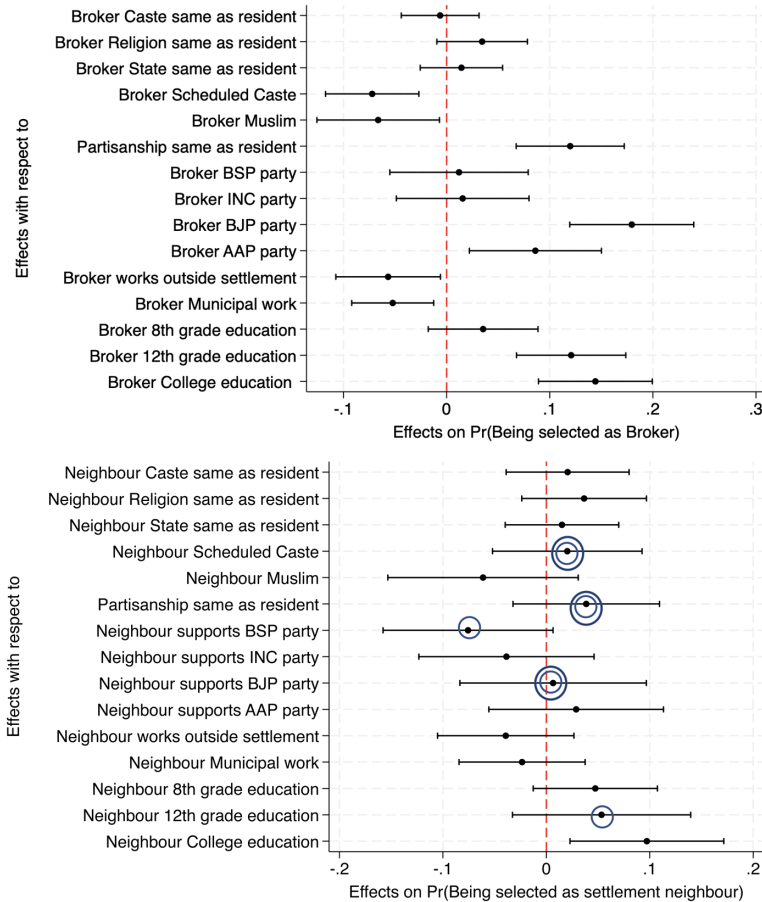 Effects with respect to
Broker Caste same as resident
Broker Religion same as resident
Broker State same as resident
Broker Scheduled Caste
Broker Muslim
Partisanship same as resident
Broker BSP party
Broker INC party
Broker BJP party
Broker AAP party
Broker works outside settlement
Broker Municipal work
Broker 8th grade education
Broker 12th grade education
Broker College education
-.1 0 .1 .2 .3
Effects on Pr(Being selected as Broker)
Effects with respect to
Neighbour Caste same as resident
Neighbour Religion same as resident
Neighbour State same as resident
Neighbour Scheduled Caste
Neighbour Muslim
Partisanship same as resident
Neighbour supports BSP party
Neighbour supports INC party
Neighbour supports BJP party
Neighbour supports AAP party
Neighbour works outside settlement
Neighbour Municipal work
Neighbour 8th grade education
Neighbour 12th grade education
Neighbour College education
-.2 -.1 0 .1 .2
Effects on Pr(Being selected as settlement neighbour)